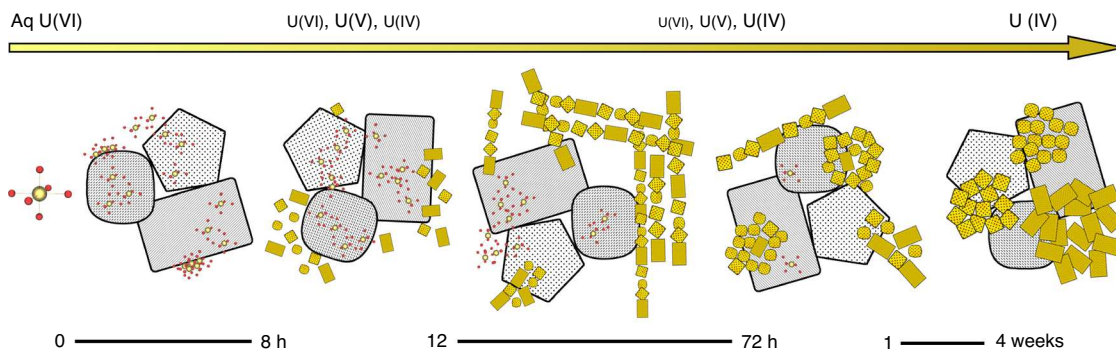 Aq U(VI) U(VI), U(V), U(IV) U(VI), U(V), U(IV) U (IV)
0 8 h 12 72 h 1 4 weeks